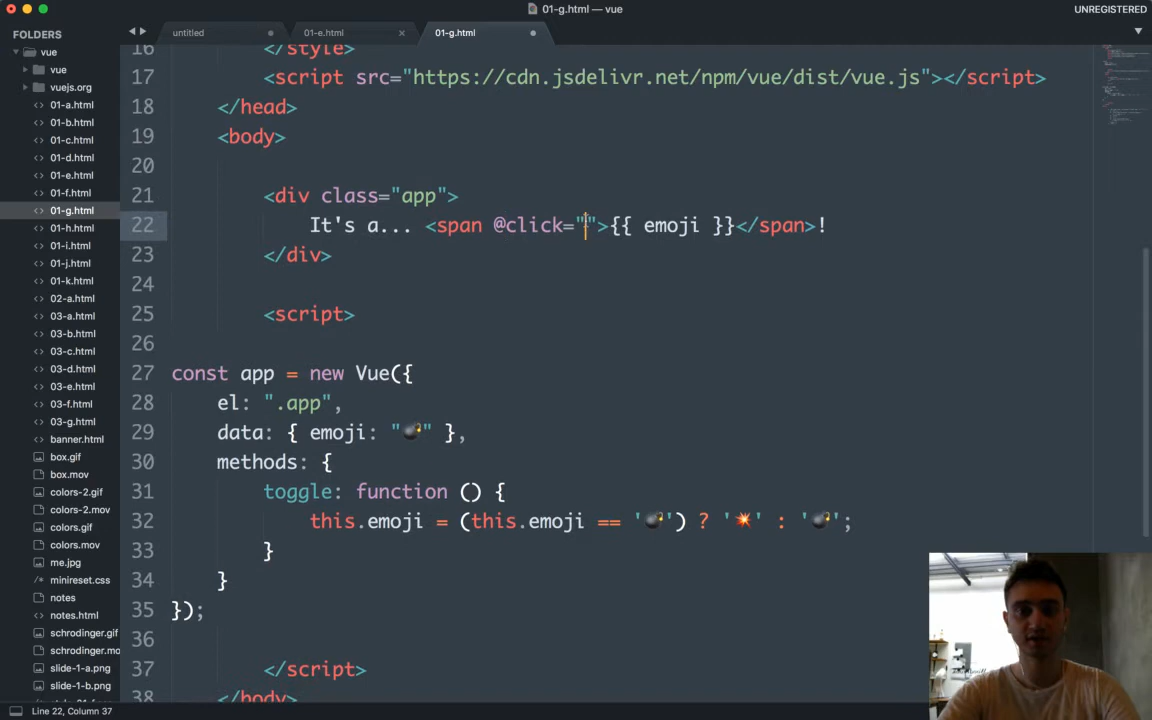 01-g.html — vue
UNREGISTERED
FOLDERS
untitled
01-e.html
01-g.html
vue
vue
vuejs.org
01-a.html
01-b.html
01-c.html
01-d.html
01-e.html
01-f.html
01-g.html
01-h.html
01-i.html
01-j.html
01-k.html
02-a.html
03-a.html
03-b.html
03-c.html
03-d.html
03-e.html
03-f.html
03-g.html
banner.html
box.gif
box.mov
colors-2.gif
colors-2.mov
colors.gif
colors.mov
me.jpg
minireset.css
notes
notes.html
schrodinger.gif
schrodinger.mo
slide-1-a.png
slide-1-b.png
16 </style>
17 <script src="https://cdn.jsdelivr.net/npm/vue/dist/vue.js"></script>
18 </head>
19 <body>
20
21 <div class="app">
22 It's a... <span @click="">{{ emoji }}</span>!
23 </div>
24
25 <script>
26
27 const app = new Vue({
28 el: ".app",
29 data: { emoji: "💣" },
30 methods: {
31 toggle: function () {
32 this.emoji = (this.emoji == '💣') ? '💥' : '💣';
33 }
34 }
35 });
36
37 </script>
38 </body>
Line 22, Column 37